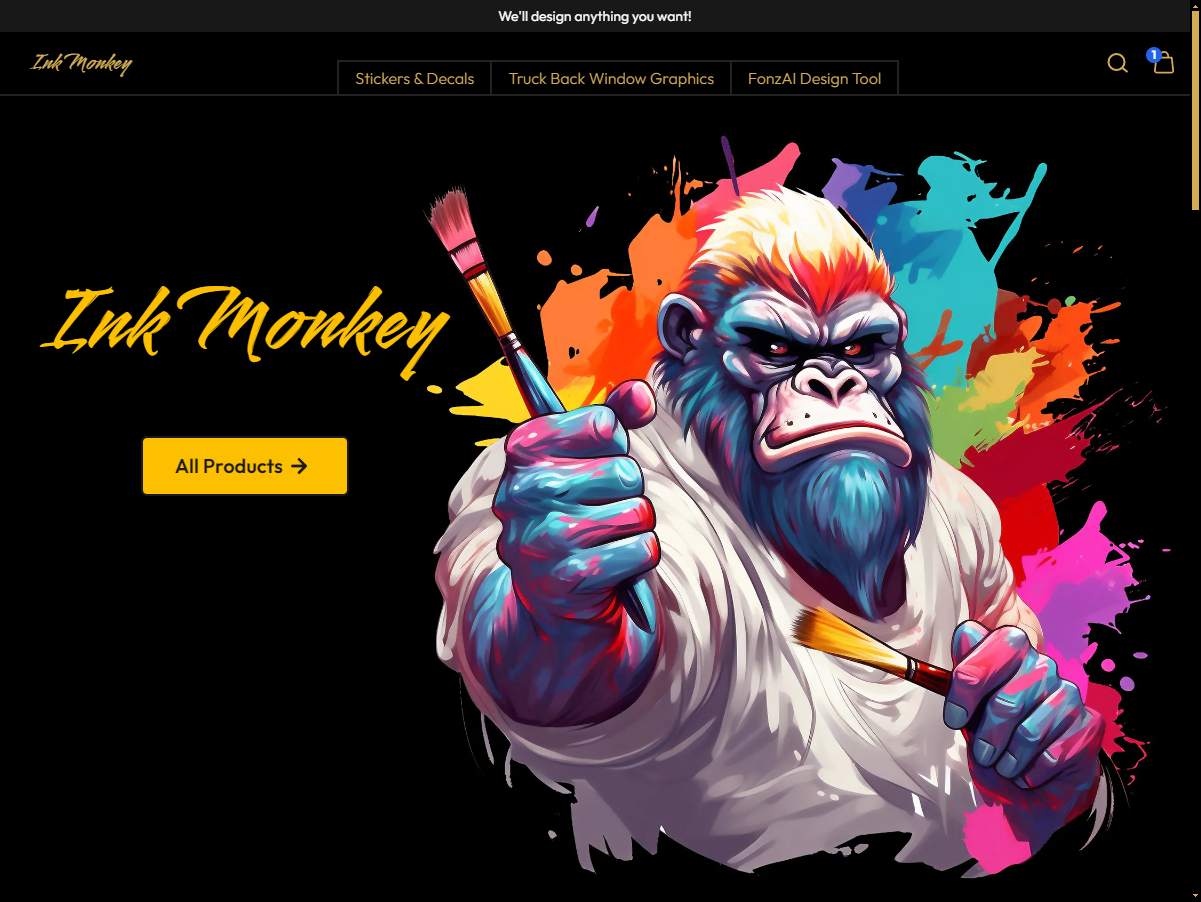 We'll design anything you want!
Ink Monkey
Stickers & Decals
Truck Back Window Graphics
FonzAI Design Tool
1
Ink Monkey
All Products →